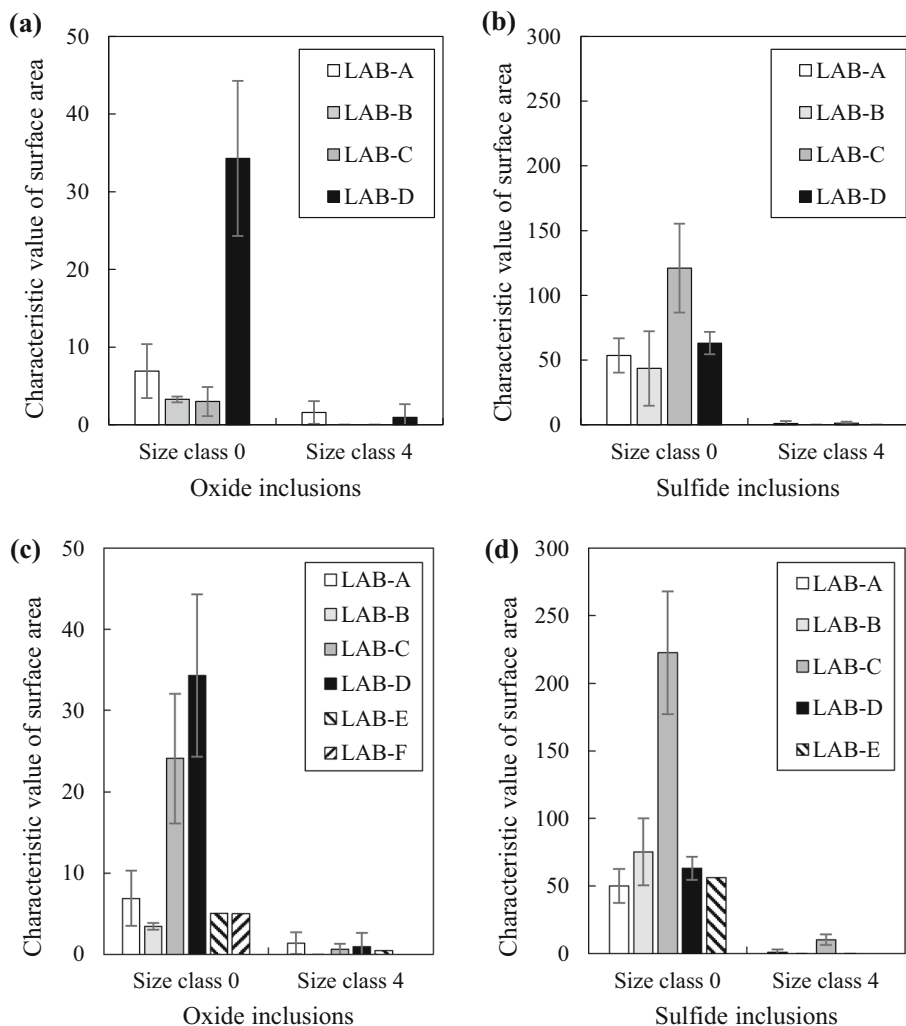 (a)
Characteristic value of surface area
50
40
30
20
10
0
LAB-A
LAB-B
LAB-C
LAB-D
Size class 0
Size class 4
Oxide inclusions
(b)
Characteristic value of surface area
300
250
200
150
100
50
0
LAB-A
LAB-B
LAB-C
LAB-D
Size class 0
Size class 4
Sulfide inclusions
(c)
Characteristic value of surface area
50
40
30
20
10
0
LAB-A
LAB-B
LAB-C
LAB-D
LAB-E
LAB-F
Size class 0
Size class 4
Oxide inclusions
(d)
Characteristic value of surface area
300
250
200
150
100
50
0
LAB-A
LAB-B
LAB-C
LAB-D
LAB-E
Size class 0
Size class 4
Sulfide inclusions